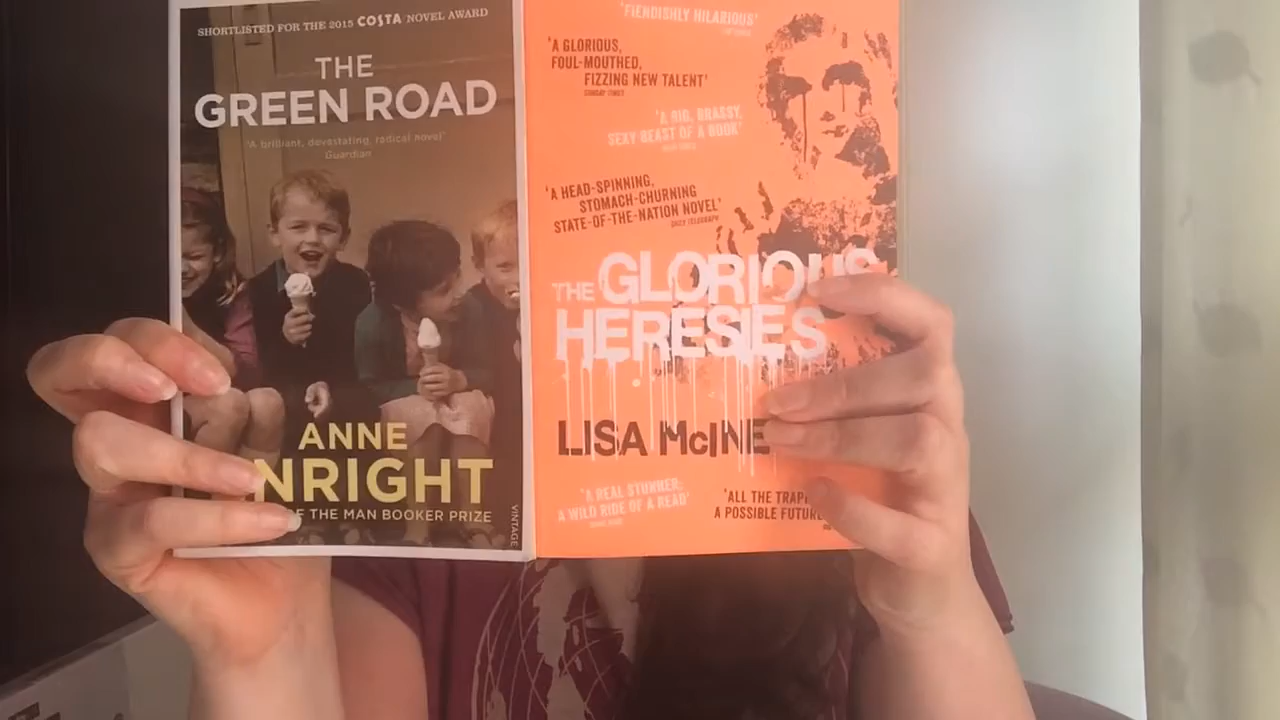 SHORTLISTED FOR THE 2015 COSTA NOVEL AWARD
THE
GREEN ROAD
'A brilliant, devastating, radical novel'
Guardian
ANNE
NRIGHT
OF THE MAN BOOKER PRIZE
VINTAGE
'FIENDISHLY HILARIOUS'
'A GLORIOUS,
FOUL-MOUTHED,
FIZZING NEW TALENT'
SUNDAY TIMES
'A BIG, BRASSY,
SEXY BEAST OF A BOOK'
'A HEAD-SPINNING,
STOMACH-CHURNING
STATE-OF-THE-NATION NOVEL'
DAILY TELEGRAPH
THE GLORIOUS
HERESIES
LISA McINE
'A REAL STUNNER;
A WILD RIDE OF A READ'
'ALL THE TRAPP
A POSSIBLE FUTURE